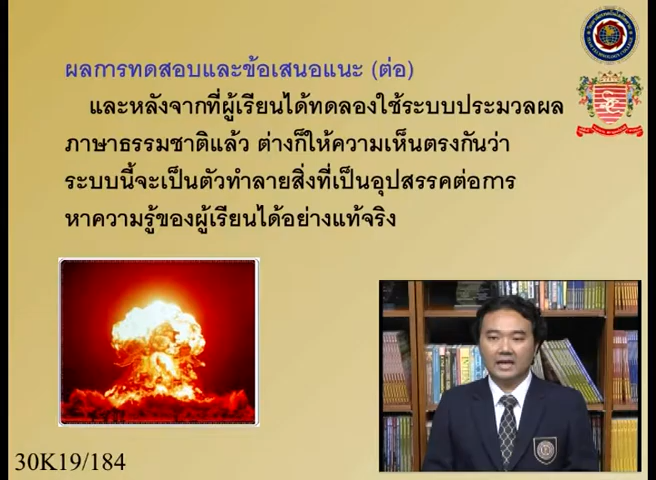 ผลการทดสอบและข้อเสนอแนะ (ต่อ)
และหลังจากที่ผู้เรียนได้ทดลองใช้ระบบประมวลผล
ภาษาธรรมชาติแล้ว ต่างก็ให้ความเห็นตรงกันว่า
ระบบนี้จะเป็นตัวทำลายสิ่งที่เป็นอุปสรรคต่อการ
หาความรู้ของผู้เรียนได้อย่างแท้จริง
30K19/184